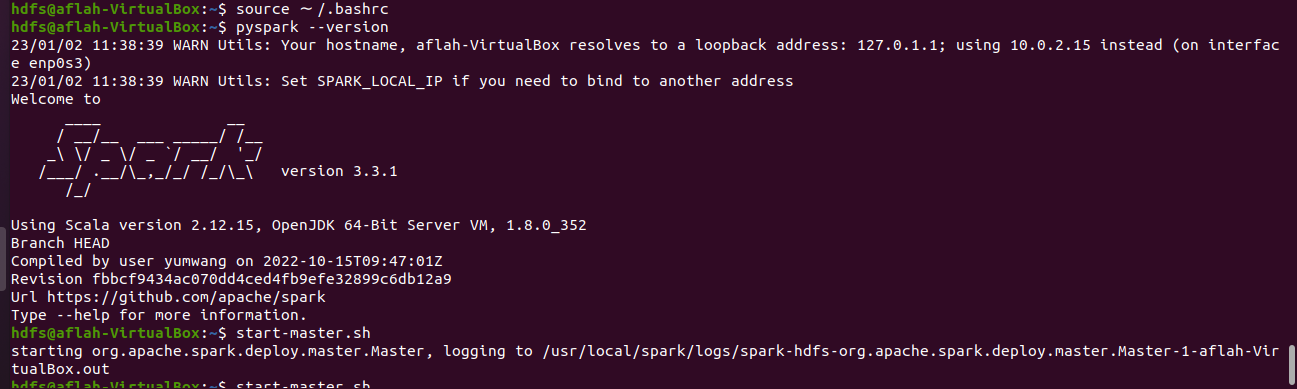 hdfs@aflah-VirtualBox:~$ source ~/.bashrc
hdfs@aflah-VirtualBox:~$ pyspark --version
23/01/02 11:38:39 WARN Utils: Your hostname, aflah-VirtualBox resolves to a loopback address: 127.0.1.1; using 10.0.2.15 instead (on interfac
e enp0s3)
23/01/02 11:38:39 WARN Utils: Set SPARK_LOCAL_IP if you need to bind to another address
Welcome to
      ____              __
     / __/__  ___ _____/ /__
    _\ \/ _ \/ _ `/ __/  '_/
   /___/ .__/\_,_/_/ /_/\_\   version 3.3.1
      /_/
Using Scala version 2.12.15, OpenJDK 64-Bit Server VM, 1.8.0_352
Branch HEAD
Compiled by user yumwang on 2022-10-15T09:47:01Z
Revision fbbcf9434ac070dd4ced4fb9efe32899c6db12a9
Url https://github.com/apache/spark
Type --help for more information.
hdfs@aflah-VirtualBox:~$ start-master.sh
starting org.apache.spark.deploy.master.Master, logging to /usr/local/spark/logs/spark-hdfs-org.apache.spark.deploy.master.Master-1-aflah-Vir
tualBox.out
hdfs@aflah-VirtualBox:~$ start-master.sh